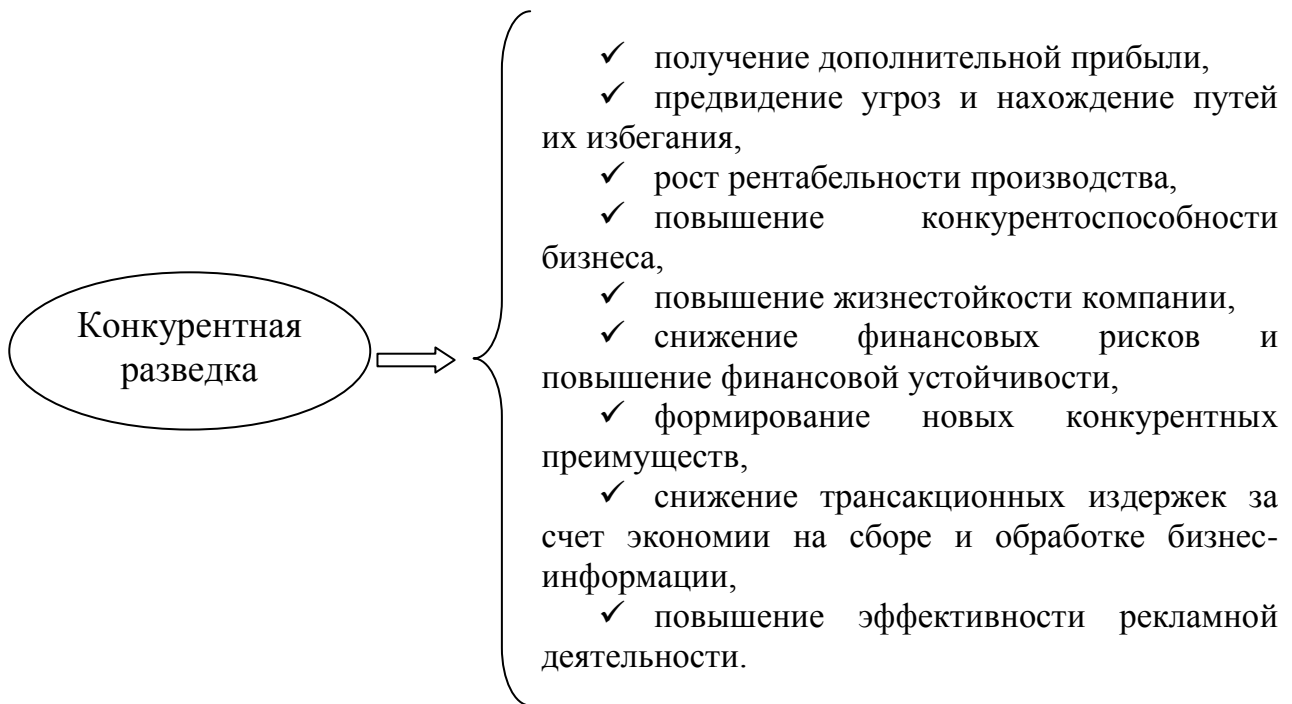 Конкурентная
разведка
✓ получение дополнительной прибыли,
✓ предвидение угроз и нахождение путей
их избегания,
✓ рост рентабельности производства,
✓ повышение конкурентоспособности
бизнеса,
✓ повышение жизнестойкости компании,
✓ снижение финансовых рисков и
повышение финансовой устойчивости,
✓ формирование новых конкурентных
преимуществ,
✓ снижение трансакционных издержек за
счет экономии на сборе и обработке бизнес-
информации,
✓ повышение эффективности рекламной
деятельности.